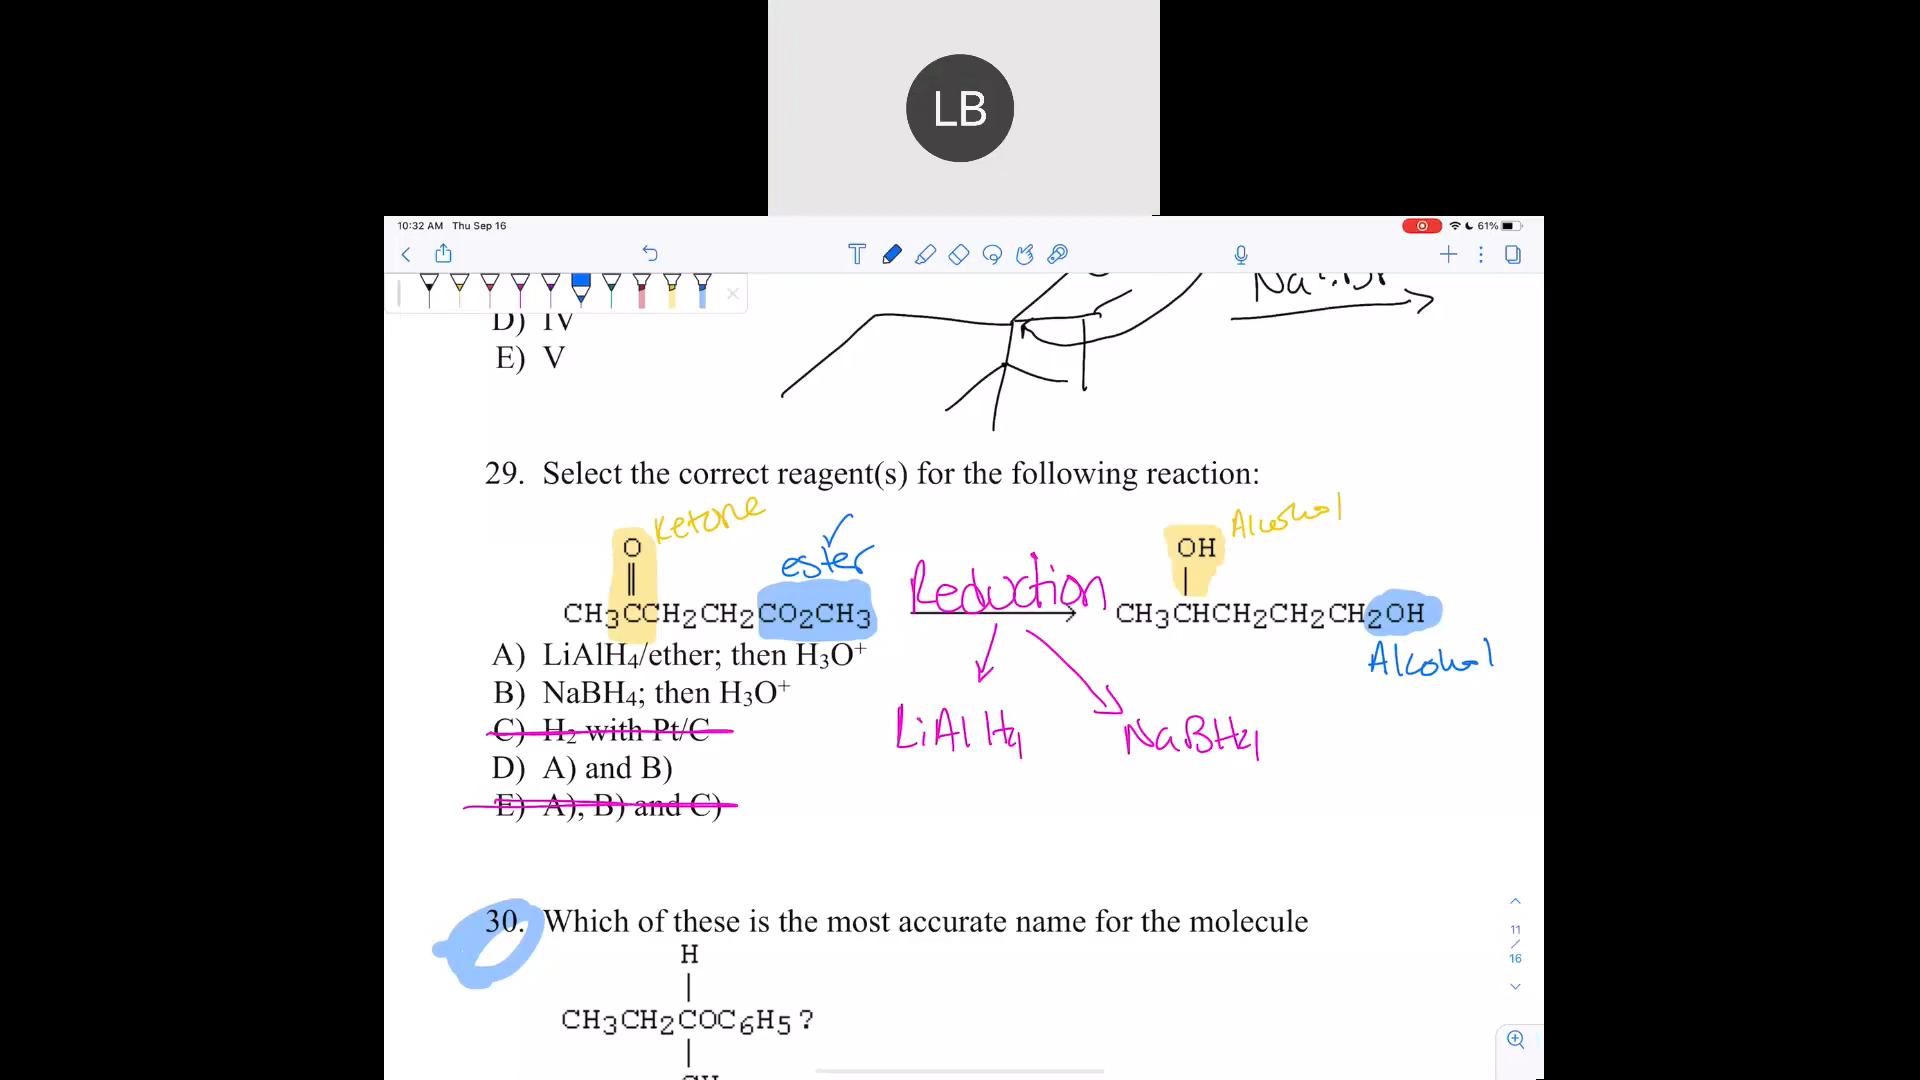 LB
10:32 AM Thu Sep 16
61%
D) IV
E) V
29. Select the correct reagent(s) for the following reaction:
Ketone
Alcohol
O
ester
OH
Reduction
CH3CCH2CH2CO2CH3
CH3CHCH2CH2CH2OH
A) LiAlH4/ether; then H3O+
Alcohol
B) NaBH4; then H3O+
C) H2 with Pt/C
LiAlH4
NaBH4
D) A) and B)
E) A), B) and C)
30. Which of these is the most accurate name for the molecule
11
/
16
H
CH3CH2COC6H5?